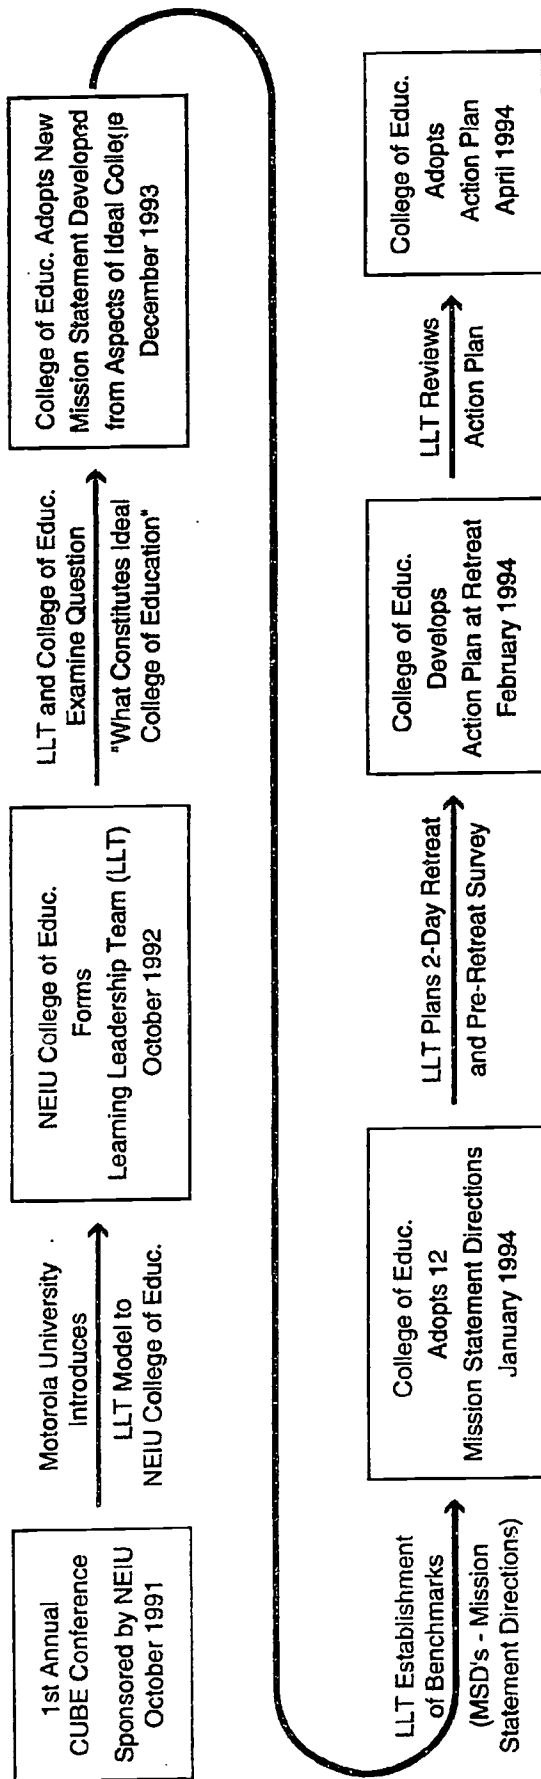 1st Annual
CUBE Conference
Sponsored by NEIU
October 1991
Motorola University
Introduces
LLT Model to
NEIU College of Educ.
NEIU College of Educ.
Forms
Learning Leadership Team (LLT)
October 1992
LLT and College of Educ.
Examine Question
"What Constitutes Ideal
College of Education"
College of Educ. Adopts New
Mission Statement Developed
from Aspects of Ideal College
December 1993
LLT Establishment
of Benchmarks
(MSD's - Mission
Statement Directions)
College of Educ.
Adopts 12
Mission Statement Directions
January 1994
LLT Plans 2-Day Retreat
and Pre-Retreat Survey
College of Educ.
Develops
Action Plan at Retreat
February 1994
LLT Reviews
Action Plan
College of Educ.
Adopts
Action Plan
April 1994